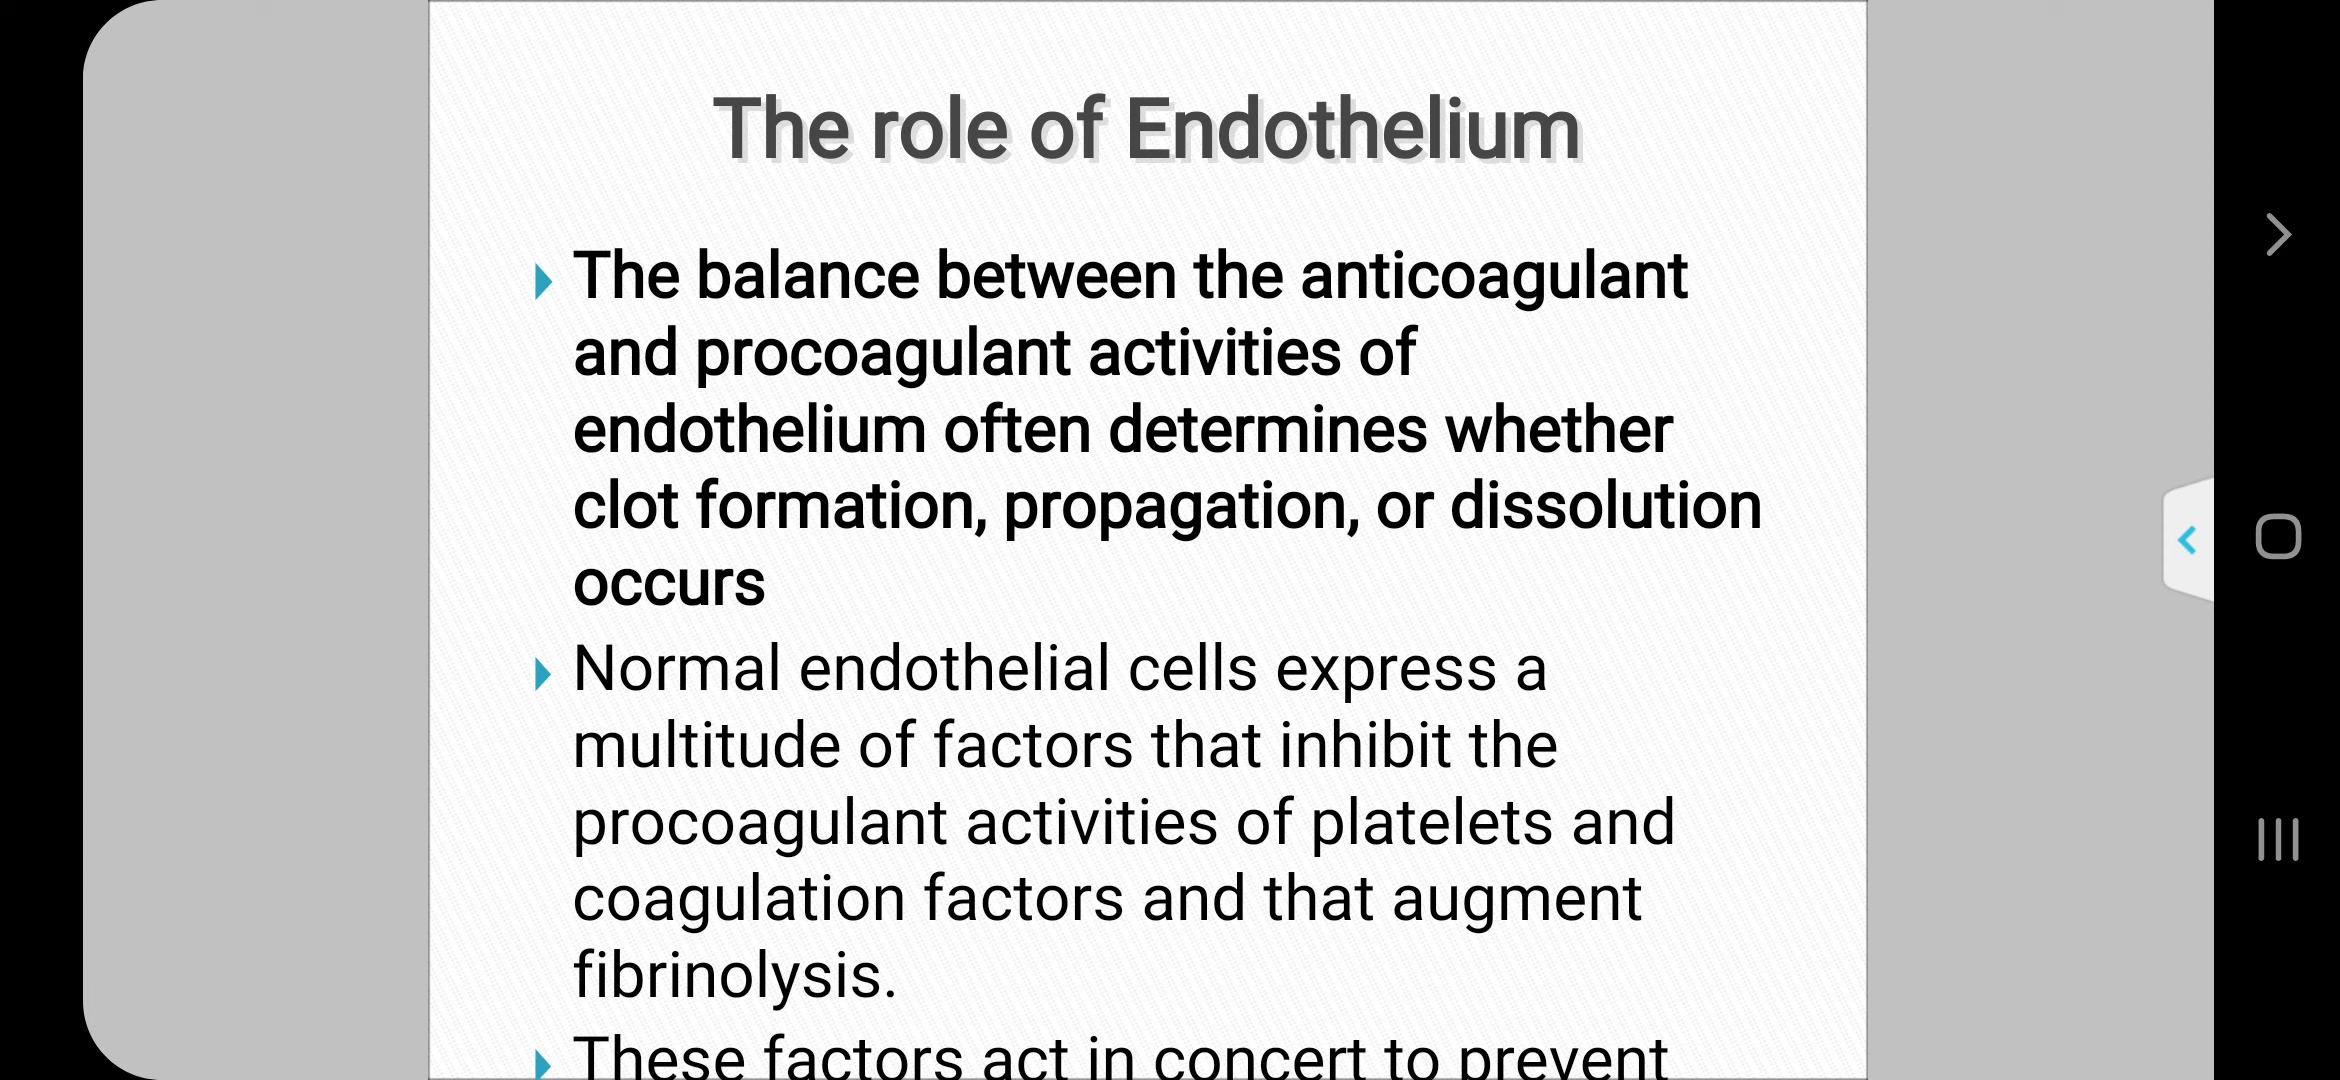 The role of Endothelium
The balance between the anticoagulant
and procoagulant activities of
endothelium often determines whether
clot formation, propagation, or dissolution
occurs
Normal endothelial cells express a
multitude of factors that inhibit the
procoagulant activities of platelets and
coagulation factors and that augment
fibrinolysis.
These factors act in concert to prevent